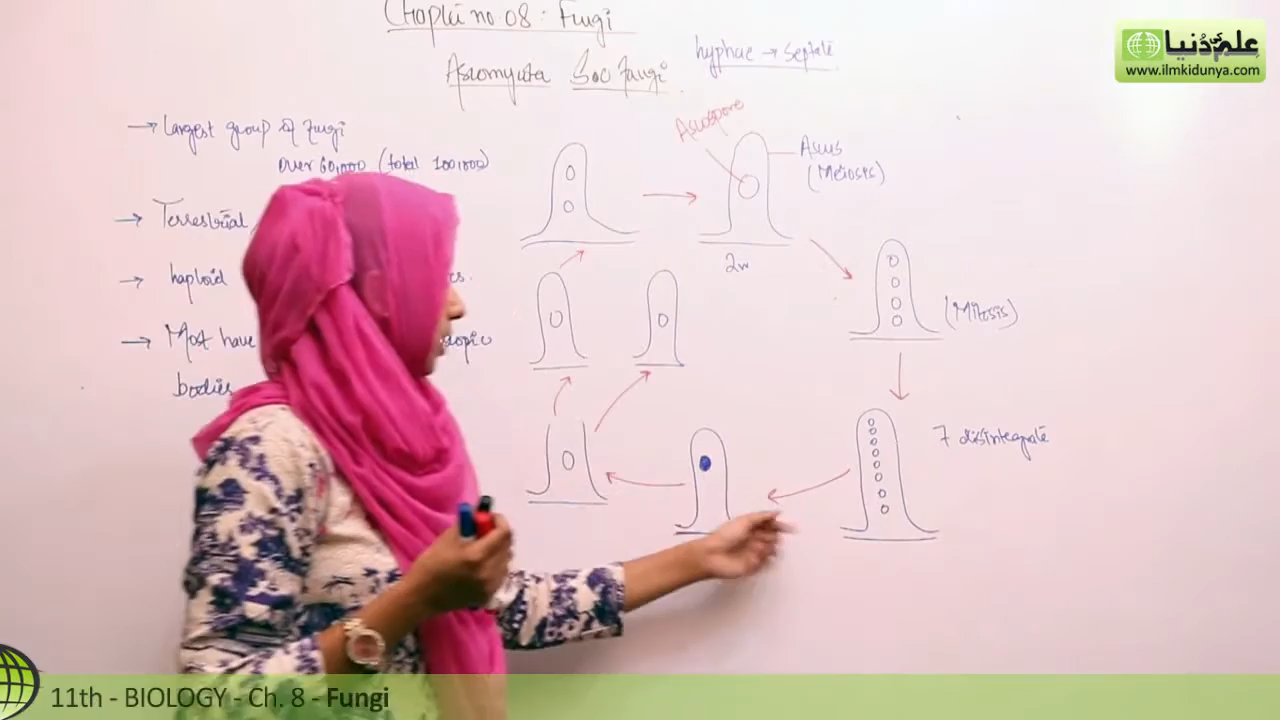 Chapter no. 08 : Fungi
Ascomycota Sac Fungi
hyphae → septate
→ Largest group of Fungi
over 60,000 (total 100,000)
→ Terrestrial
→ haploid
→ Most have
bodies
Ascospore
Ascus
(Meiosis)
2n
(Mitosis)
7 disintegrate
علم کی دُنیا
www.ilmkidunya.com
11th - BIOLOGY - Ch. 8 - Fungi